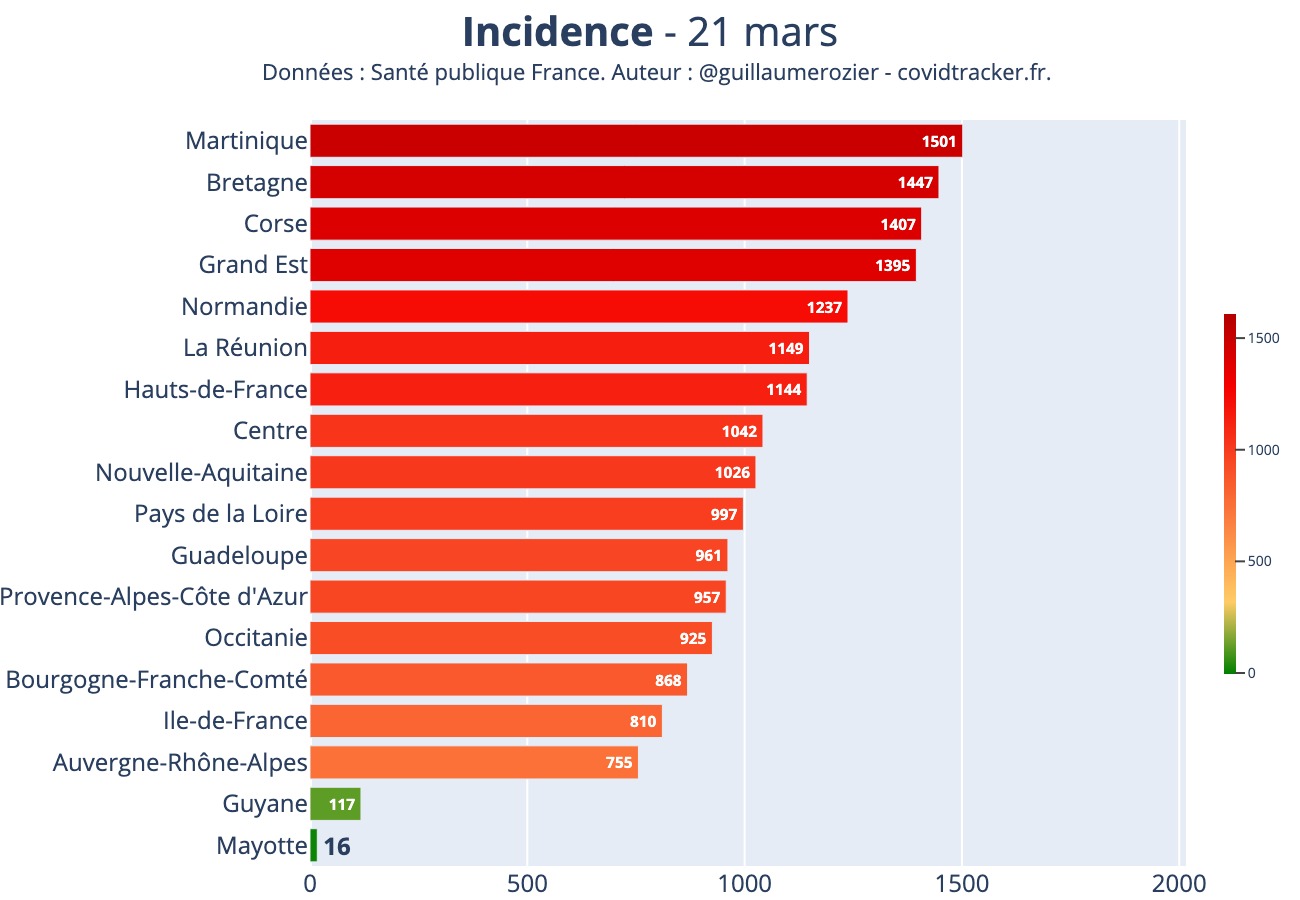 Incidence - 21 mars
Données : Santé publique France. Auteur : @guillaumerozier - covidtracker.fr.
Martinique 1501
Bretagne 1447
Corse 1407
Grand Est 1395
Normandie 1237
La Réunion 1149
Hauts-de-France 1144
Centre 1042
Nouvelle-Aquitaine 1026
Pays de la Loire 997
Guadeloupe 961
Provence-Alpes-Côte d'Azur 957
Occitanie 925
Bourgogne-Franche-Comté 868
Ile-de-France 810
Auvergne-Rhône-Alpes 755
Guyane 117
Mayotte 16
0 500 1000 1500 2000
1500
1000
500
0